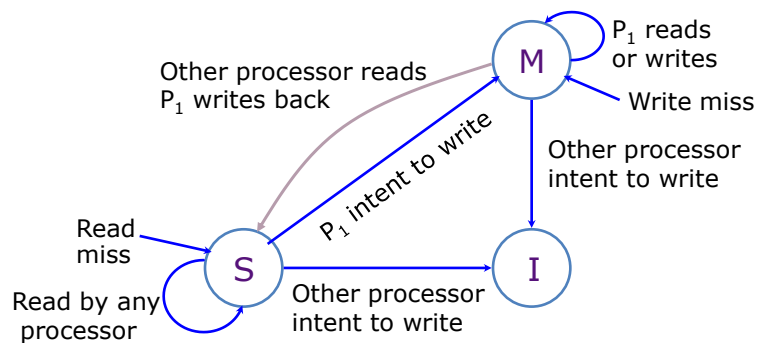 M
P₁ reads
or writes
Other processor reads
P₁ writes back
Write miss
P₁ intent to write
Other processor
intent to write
Read
miss
S
I
Read by any
processor
Other processor
intent to write